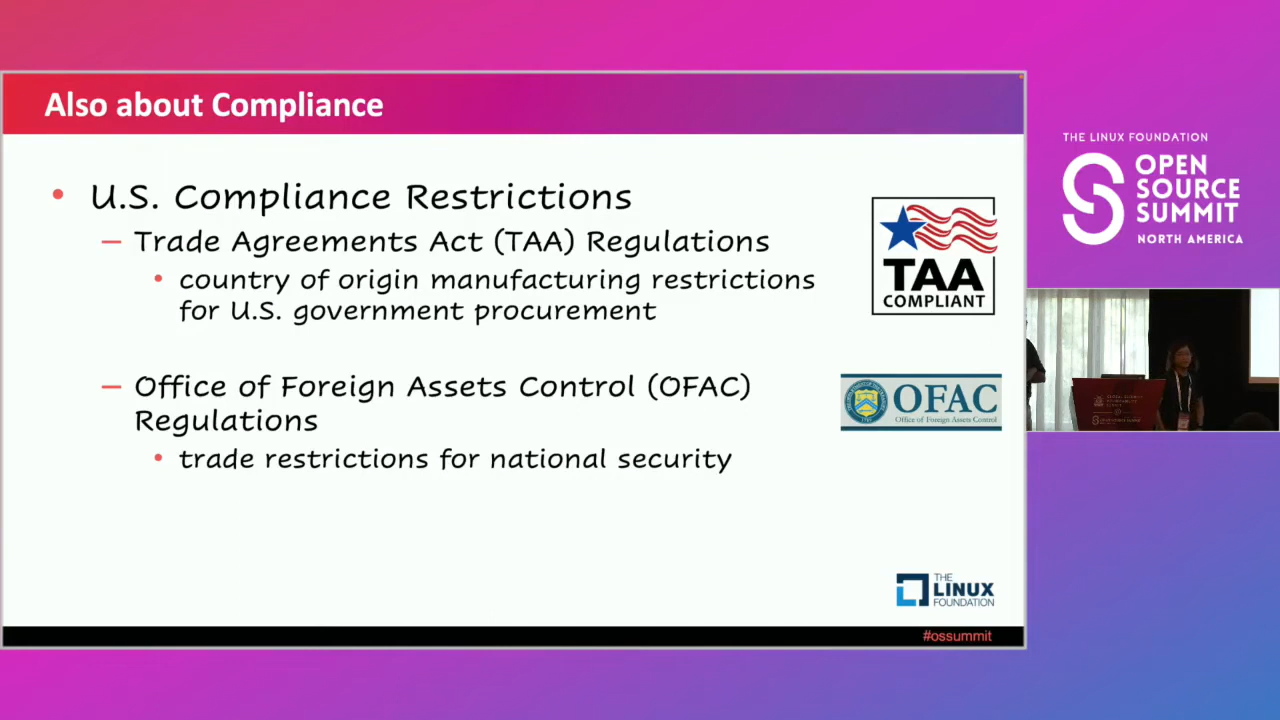 Also about Compliance
• U.S. Compliance Restrictions
– Trade Agreements Act (TAA) Regulations
• country of origin manufacturing restrictions
for U.S. government procurement
TAA
COMPLIANT
– Office of Foreign Assets Control (OFAC)
Regulations
• trade restrictions for national security
OFAC
Office of Foreign Assets Control
THE
LINUX
FOUNDATION
#ossummit
THE LINUX FOUNDATION
OPEN
SOURCE
SUMMIT
NORTH AMERICA